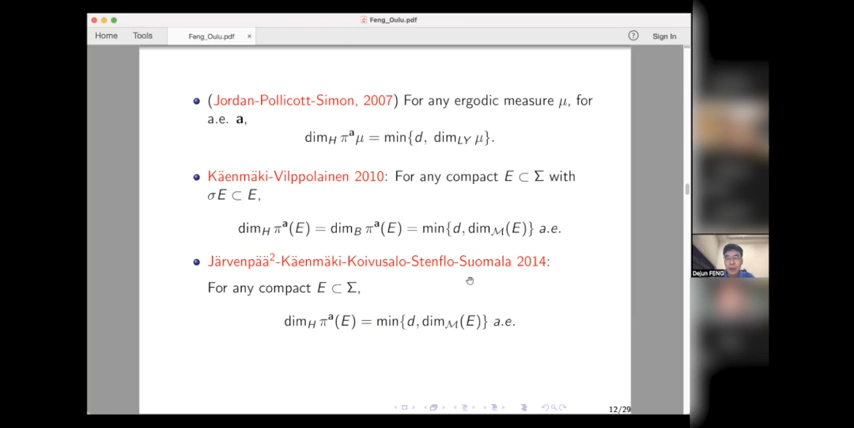 Feng_Oulu.pdf
Home Tools Feng_Oulu.pdf × ? Sign In
(Jordan-Pollicott-Simon, 2007) For any ergodic measure μ, for
a.e. a,
dim_H π^a μ = min{d, dim_LY μ}.
Käenmäki-Vilppolainen 2010: For any compact E ⊂ Σ with
σE ⊂ E,
dim_H π^a(E) = dim_B π^a(E) = min{d, dim_M(E)} a.e.
Järvenpää²-Käenmäki-Koivusalo-Stenflo-Suomala 2014:
For any compact E ⊂ Σ,
dim_H π^a(E) = min{d, dim_M(E)} a.e.
12/29
DeJun FENG